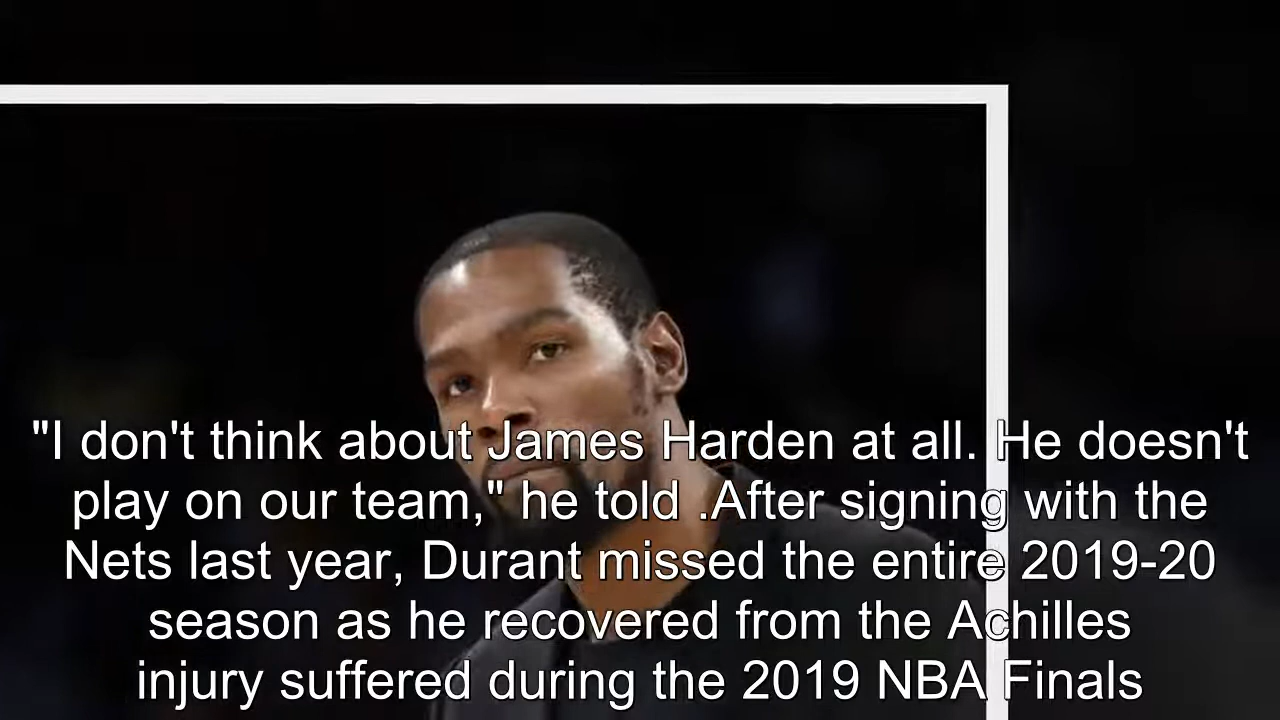 "I don't think about James Harden at all. He doesn't
play on our team," he told .After signing with the
Nets last year, Durant missed the entire 2019-20
season as he recovered from the Achilles
injury suffered during the 2019 NBA Finals